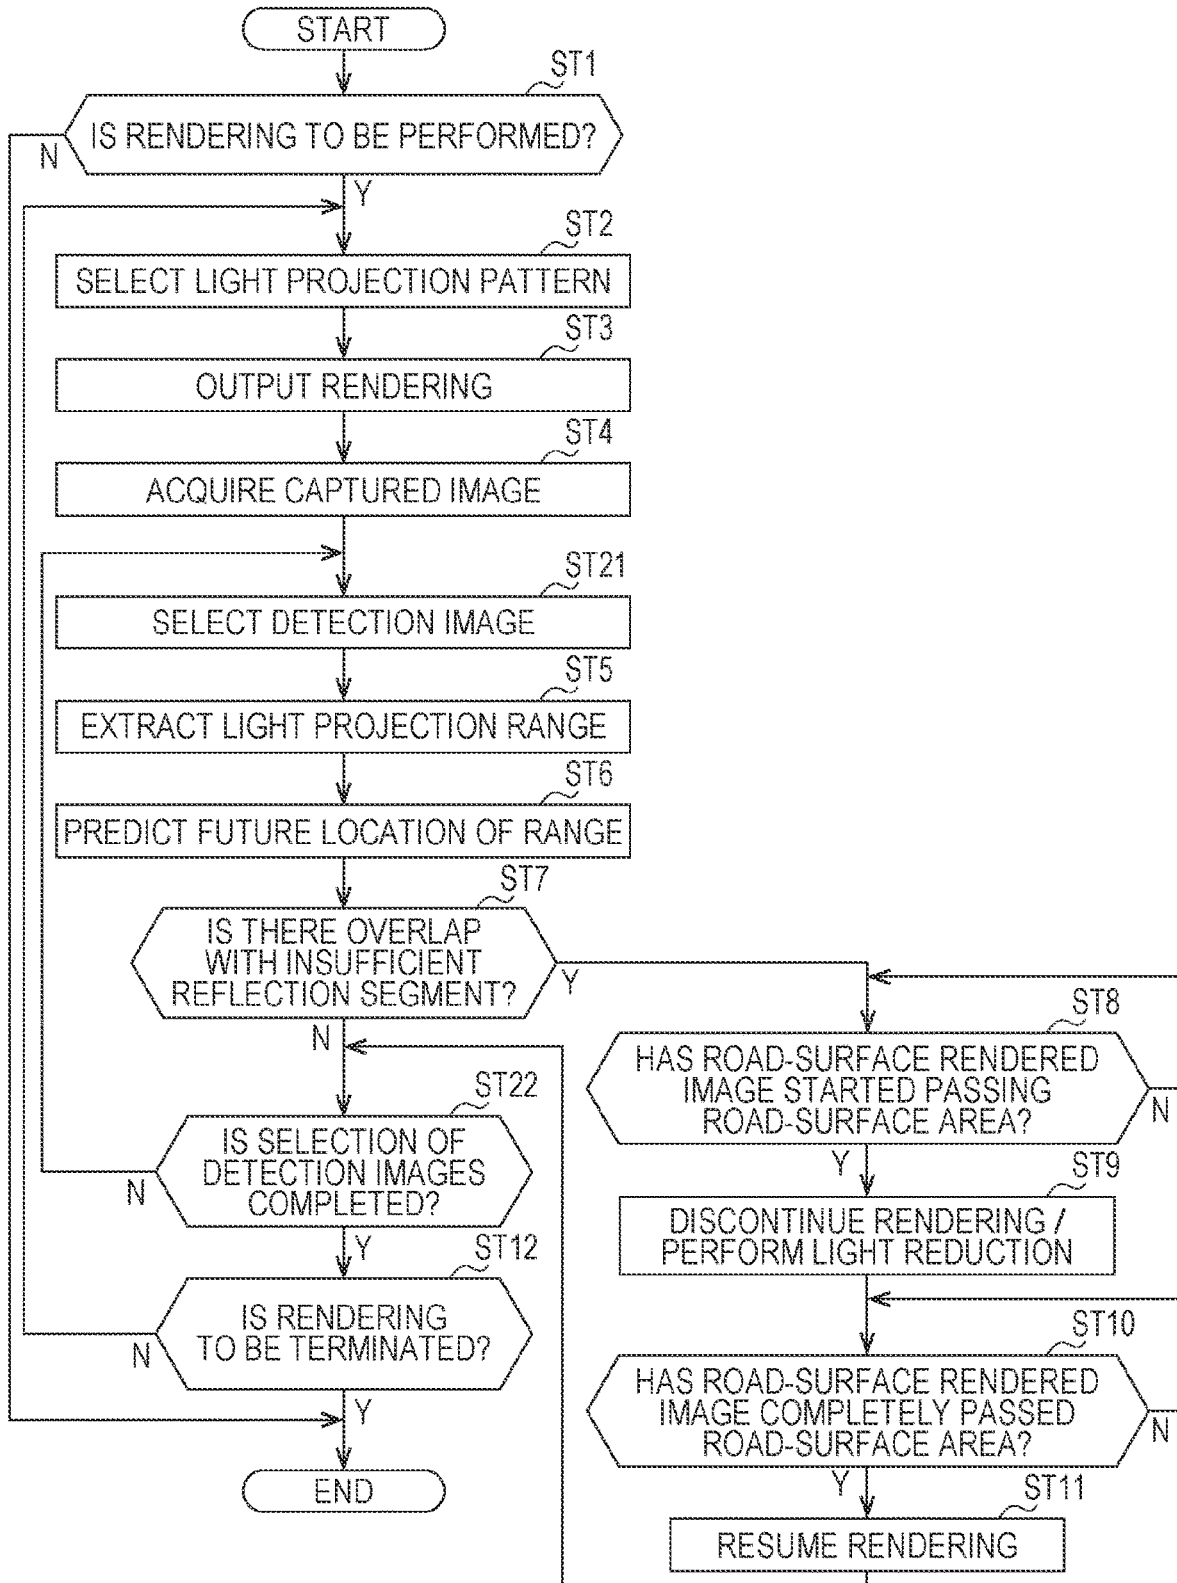 START
ST1
IS RENDERING TO BE PERFORMED?
N
Y
ST2
SELECT LIGHT PROJECTION PATTERN
ST3
OUTPUT RENDERING
ST4
ACQUIRE CAPTURED IMAGE
ST21
SELECT DETECTION IMAGE
ST5
EXTRACT LIGHT PROJECTION RANGE
ST6
PREDICT FUTURE LOCATION OF RANGE
ST7
IS THERE OVERLAP
WITH INSUFFICIENT
REFLECTION SEGMENT?
Y
N
ST22
IS SELECTION OF
DETECTION IMAGES
COMPLETED?
N
Y
ST12
IS RENDERING
TO BE TERMINATED?
N
Y
END
ST8
HAS ROAD-SURFACE RENDERED
IMAGE STARTED PASSING
ROAD-SURFACE AREA?
N
Y
ST9
DISCONTINUE RENDERING /
PERFORM LIGHT REDUCTION
ST10
HAS ROAD-SURFACE RENDERED
IMAGE COMPLETELY PASSED
ROAD-SURFACE AREA?
N
Y
ST11
RESUME RENDERING